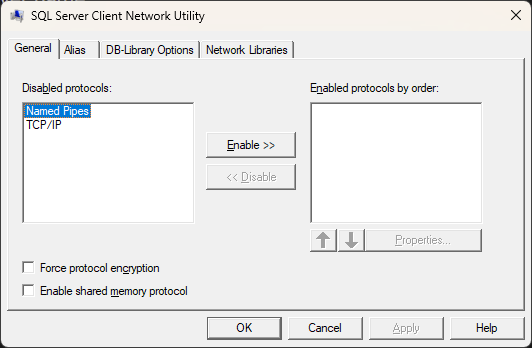 SQL Server Client Network Utility
General Alias DB-Library Options Network Libraries
Disabled protocols: Enabled protocols by order:
Named Pipes
TCP/IP
Enable >>
<< Disable
Properties...
Force protocol encryption
Enable shared memory protocol
OK Cancel Apply Help